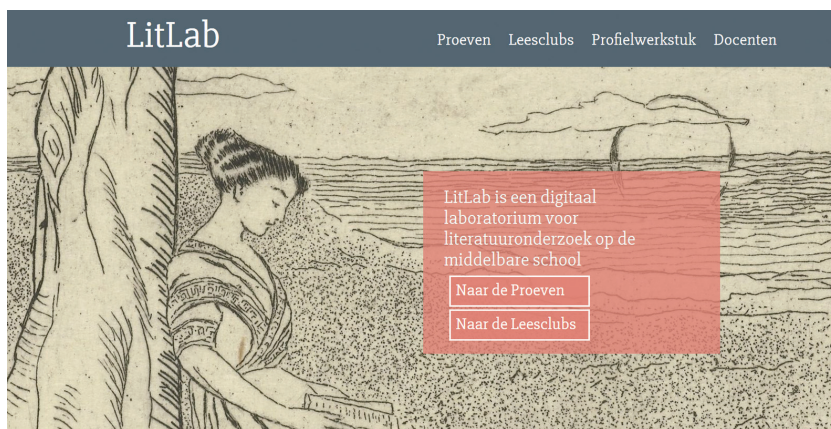 LitLab
Proeven Leesclubs Profielwerkstuk Docenten
LitLab is een digitaal
laboratorium voor
literatuuronderzoek op de
middelbare school
Naar de Proeven
Naar de Leesclubs